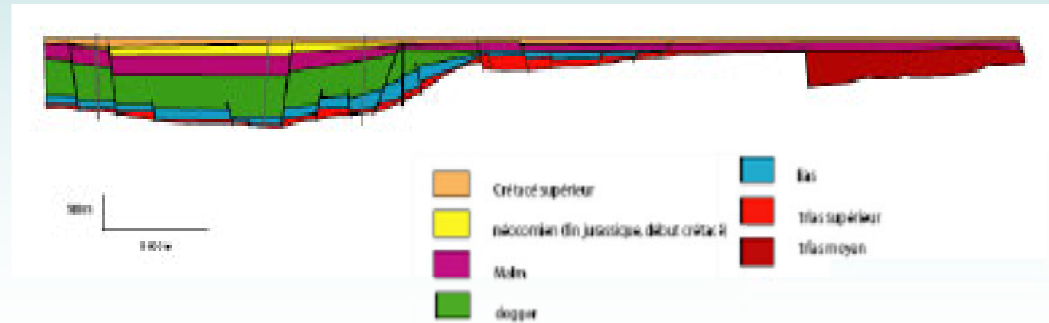 Crétacé supérieur
néocomien (fin jurassique, début crétacé)
Malm
dogger
lias
trias supérieur
trias moyen